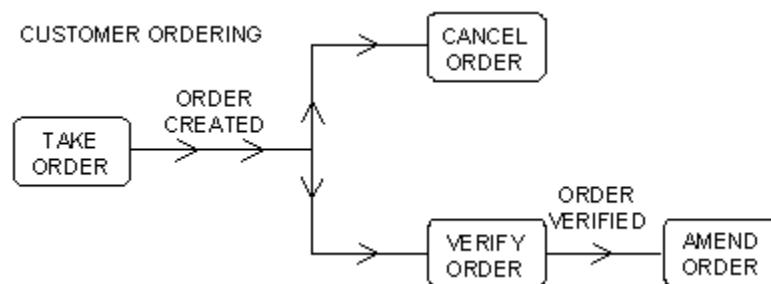 CUSTOMER ORDERING
CANCEL
ORDER
ORDER
CREATED
TAKE
ORDER
ORDER
VERIFIED
VERIFY
ORDER
AMEND
ORDER